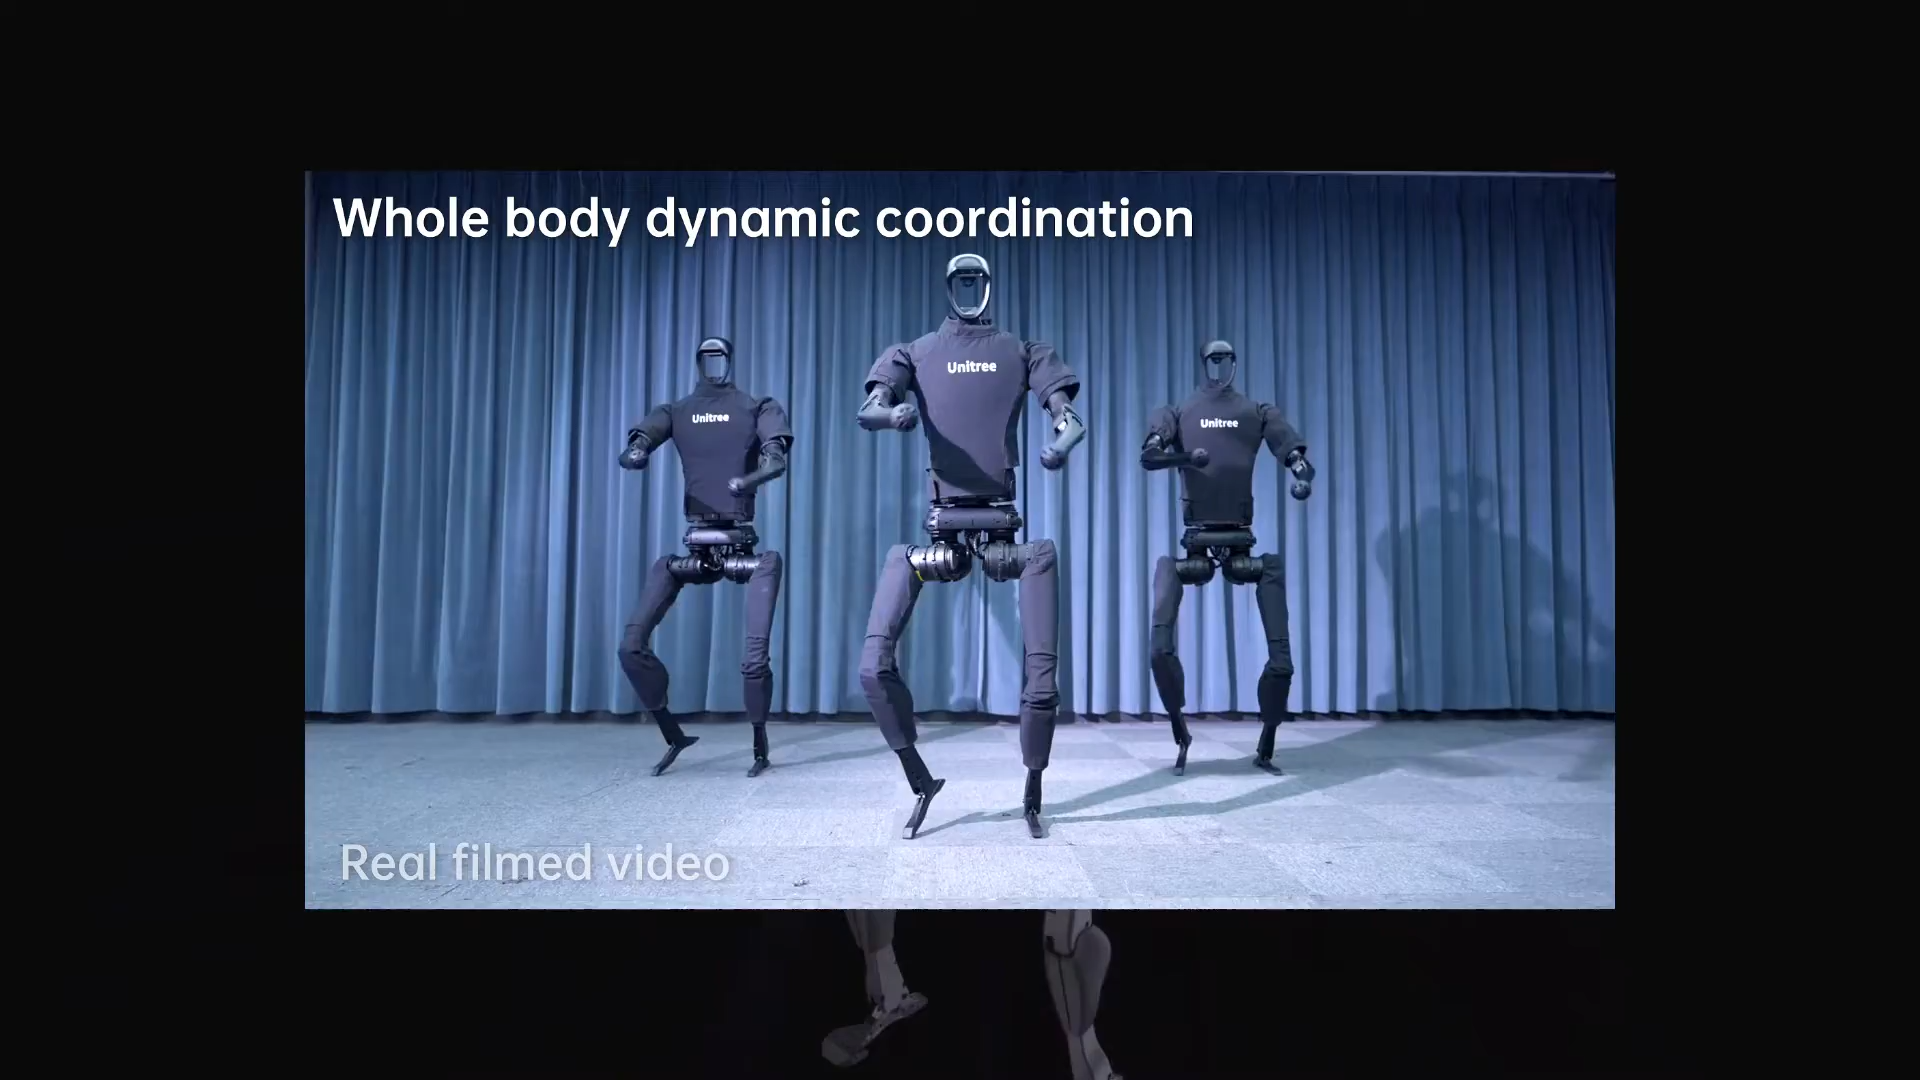 Whole body dynamic coordination
Unitree
Unitree
Unitree
Real filmed video